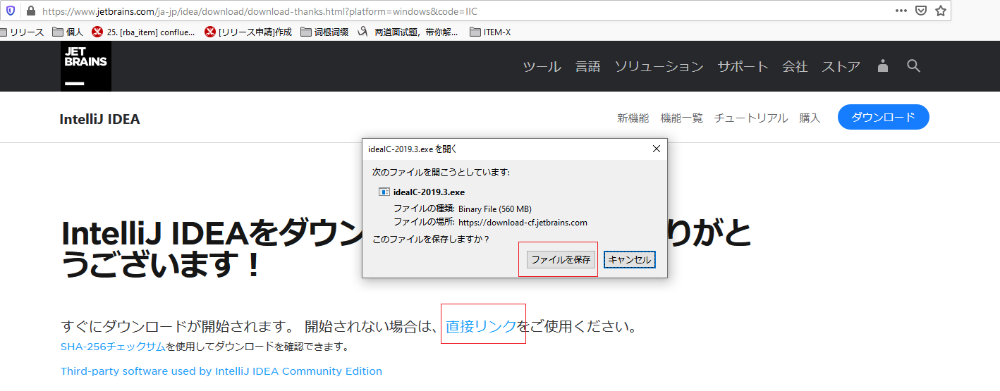 https://www.jetbrains.com/ja-jp/idea/download/download-thanks.html?platform=windows&code=IIC
リリース 個人 25. [rba_item] conflue... [リリース申請]作成 词根词缀 两道面试题，带你解... ITEM-X
JET
BRAINS
ツール 言語 ソリューション サポート 会社 ストア
IntelliJ IDEA 新機能 機能一覧 チュートリアル 購入 ダウンロード
ideaIC-2019.3.exe を開く
次のファイルを開こうとしています:
ideaIC-2019.3.exe
ファイルの種類: Binary File (560 MB)
ファイルの場所: https://download-cf.jetbrains.com
このファイルを保存しますか？
ファイルを保存 キャンセル
IntelliJ IDEAをダウン りがと
うございます！
すぐにダウンロードが開始されます。 開始されない場合は、直接リンクをご使用ください。
SHA-256チェックサムを使用してダウンロードを確認できます。
Third-party software used by IntelliJ IDEA Community Edition